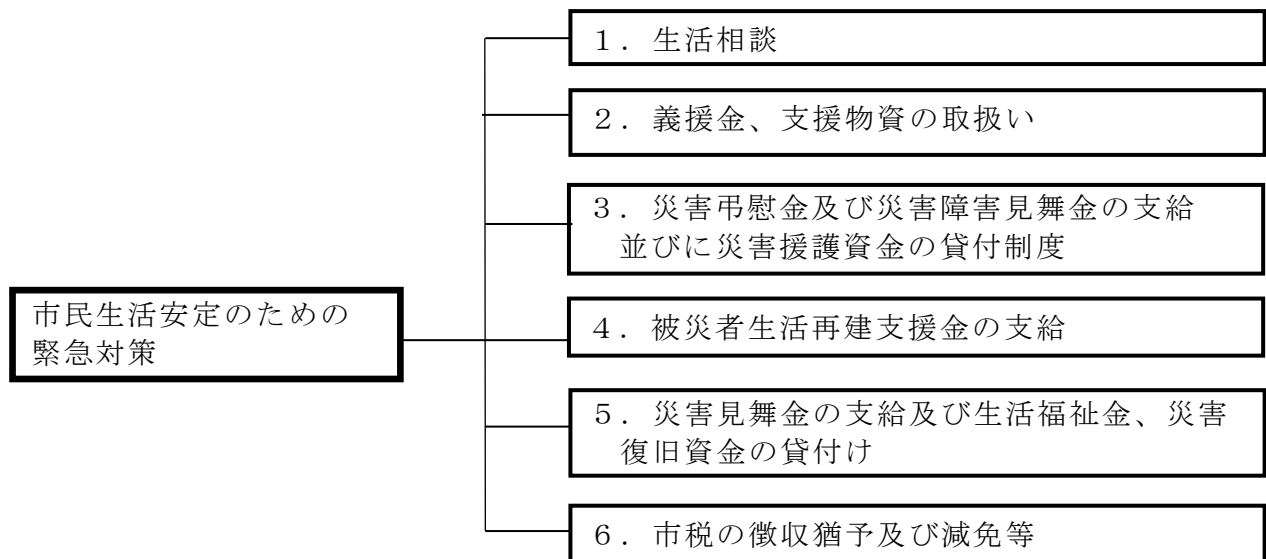 １．生活相談
２．義援金、支援物資の取扱い
３．災害弔慰金及び災害障害見舞金の支給
並びに災害援護資金の貸付制度
市民生活安定のための
緊急対策
４．被災者生活再建支援金の支給
５．災害見舞金の支給及び生活福祉金、災害
復旧資金の貸付け
６．市税の徴収猶予及び減免等